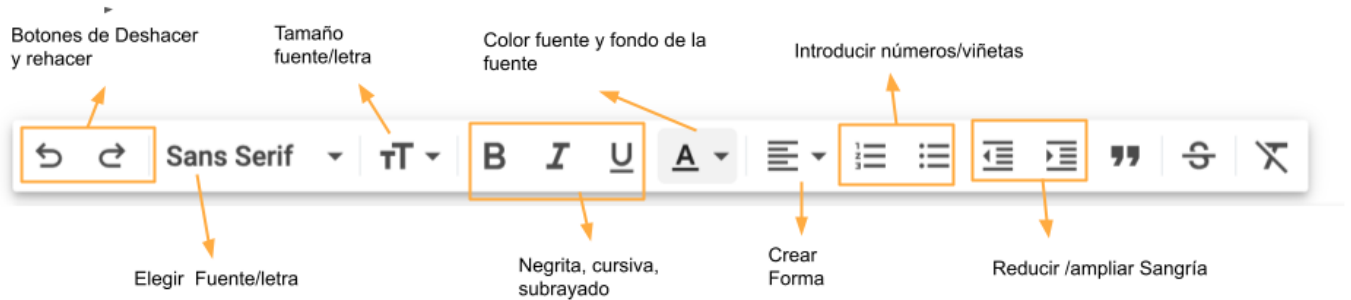 Botones de Deshacer
y rehacer
Tamaño
fuente/letra
Color fuente y fondo de la
fuente
Introducir números/viñetas
Sans Serif
Elegir Fuente/letra
Negrita, cursiva,
subrayado
Crear
Forma
Reducir /ampliar Sangría